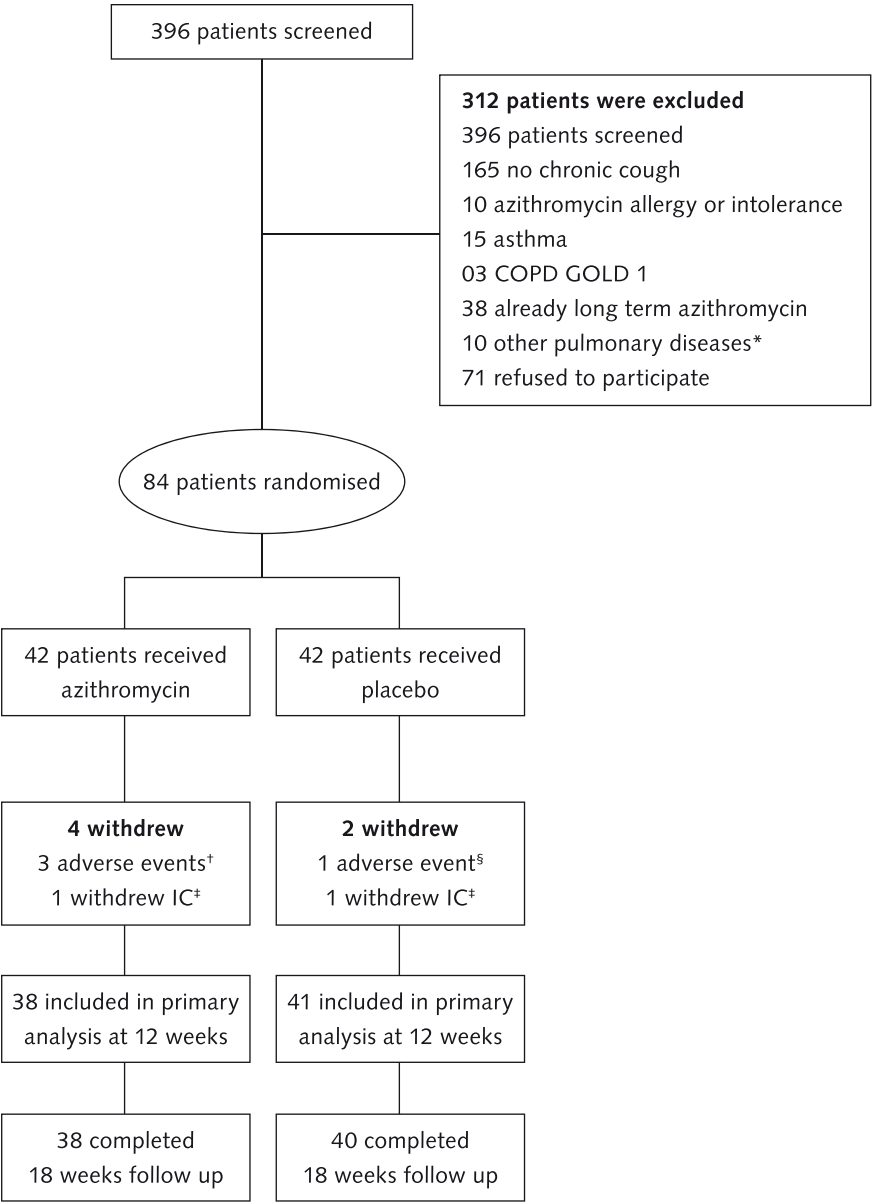 396 patients screened
312 patients were excluded
396 patients screened
165 no chronic cough
10 azithromycin allergy or intolerance
15 asthma
03 COPD GOLD 1
38 already long term azithromycin
10 other pulmonary diseases*
71 refused to participate
84 patients randomised
42 patients received
azithromycin
42 patients received
placebo
4 withdrew
3 adverse events†
1 withdrew IC‡
2 withdrew
1 adverse event§
1 withdrew IC‡
38 included in primary
analysis at 12 weeks
41 included in primary
analysis at 12 weeks
38 completed
18 weeks follow up
40 completed
18 weeks follow up